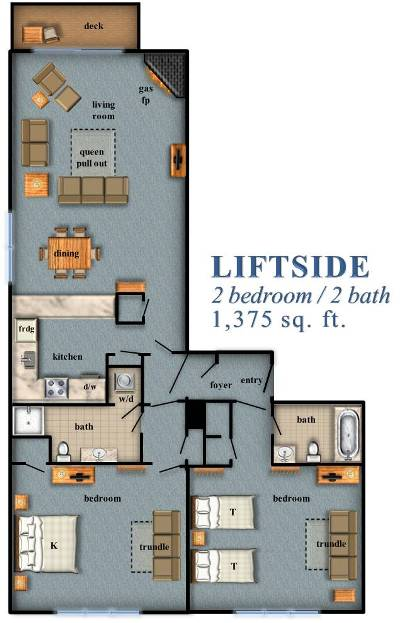 deck
gas
fp
living
room
queen
pull out
dining
LIFTSIDE
2 bedroom / 2 bath
1,375 sq. ft.
frdg
kitchen
d/w
w/d
foyer
entry
bath
bath
bedroom
bedroom
K
trundle
T
T
trundle